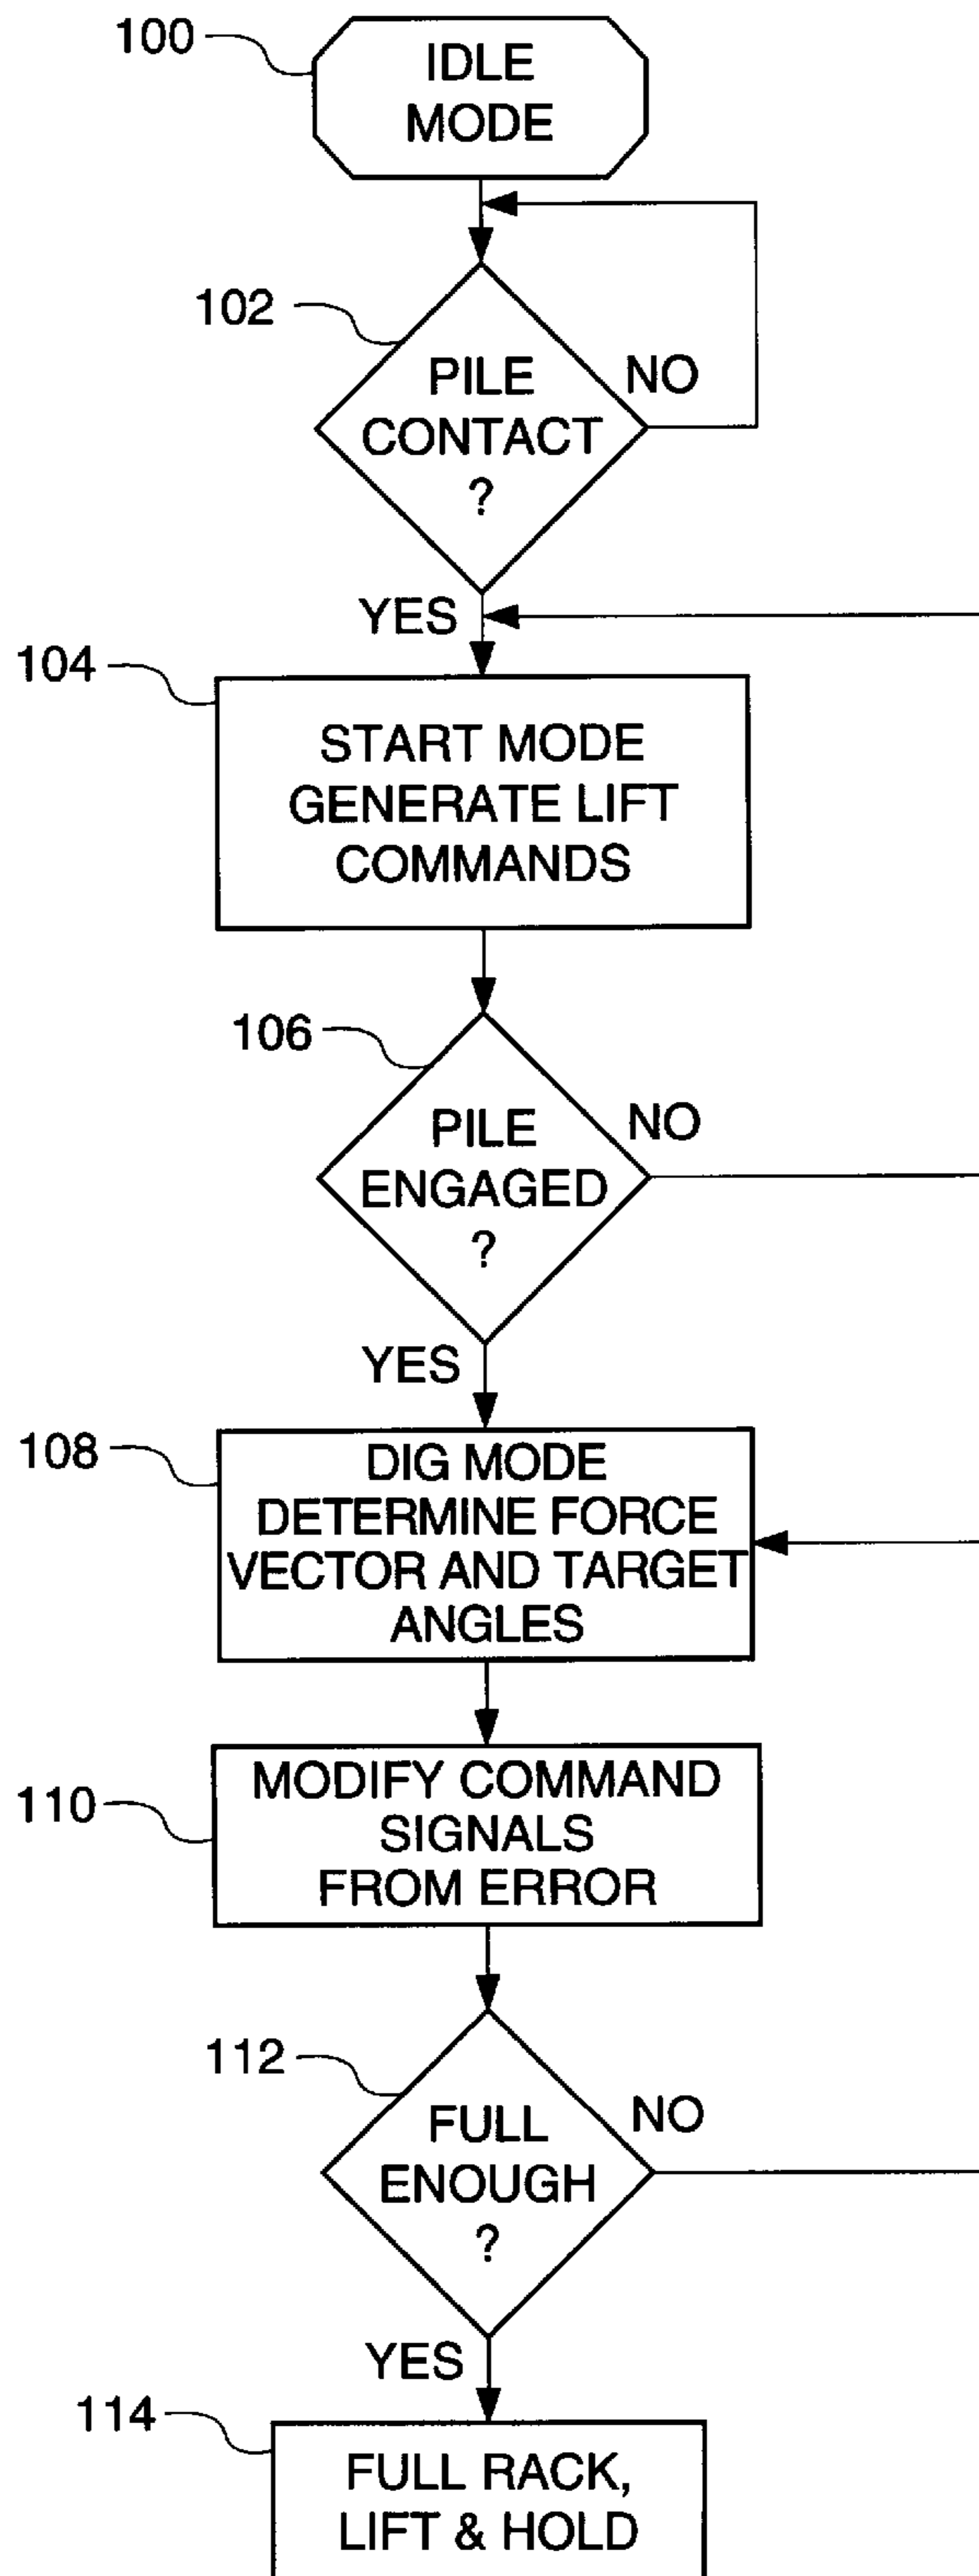 100
IDLE
MODE
102
PILE
CONTACT
?
NO
YES
104
START MODE
GENERATE LIFT
COMMANDS
106
PILE
ENGAGED
?
NO
YES
108
DIG MODE
DETERMINE FORCE
VECTOR AND TARGET
ANGLES
110
MODIFY COMMAND
SIGNALS
FROM ERROR
112
FULL
ENOUGH
?
NO
YES
114
FULL RACK,
LIFT & HOLD